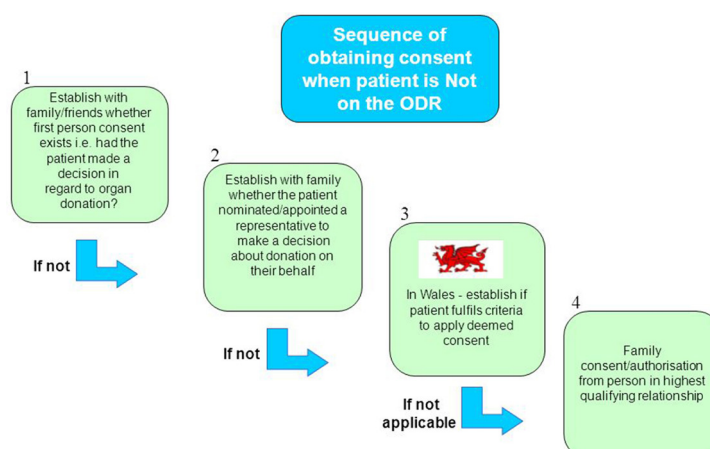 Sequence of
obtaining consent
when patient is Not
on the ODR
1
Establish with
family/friends whether
first person consent
exists i.e. had the
patient made a
decision in
regard to organ
donation?
If not
2
Establish with family
whether the patient
nominated/appointed a
representative to
make a decision
about donation on
their behalf
If not
3
In Wales - establish if
patient fulfils criteria
to apply deemed
consent
If not
applicable
4
Family
consent/authorisation
from person in highest
qualifying relationship